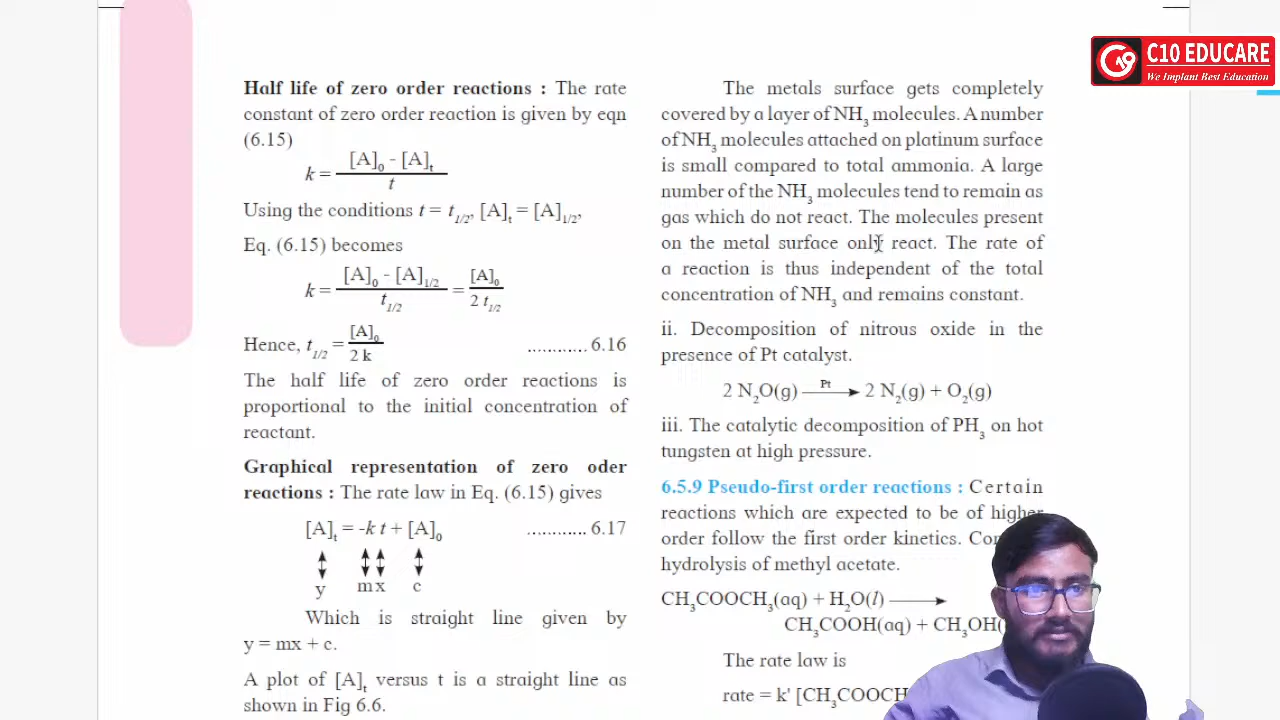 C10 EDUCARE
We Implant Best Education
Half life of zero order reactions : The rate
constant of zero order reaction is given by eqn
(6.15)
k = [A]₀ - [A]ₜ / t
Using the conditions t = t₁/₂, [A]ₜ = [A]₁/₂,
Eq. (6.15) becomes
k = [A]₀ - [A]₁/₂ / t₁/₂ = [A]₀ / 2 t₁/₂
Hence, t₁/₂ = [A]₀ / 2 k ........... 6.16
The half life of zero order reactions is
proportional to the initial concentration of
reactant.
Graphical representation of zero oder
reactions : The rate law in Eq. (6.15) gives
[A]ₜ = -k t + [A]₀ ............ 6.17
y m x c
Which is straight line given by
y = mx + c.
A plot of [A]ₜ versus t is a straight line as
shown in Fig 6.6.
The metals surface gets completely
covered by a layer of NH₃ molecules. A number
of NH₃ molecules attached on platinum surface
is small compared to total ammonia. A large
number of the NH₃ molecules tend to remain as
gas which do not react. The molecules present
on the metal surface only react. The rate of
a reaction is thus independent of the total
concentration of NH₃ and remains constant.
ii. Decomposition of nitrous oxide in the
presence of Pt catalyst.
2 N₂O(g) Pt → 2 N₂(g) + O₂(g)
iii. The catalytic decomposition of PH₃ on hot
tungsten at high pressure.
6.5.9 Pseudo-first order reactions : Certain
reactions which are expected to be of higher
order follow the first order kinetics.
hydrolysis of methyl acetate.
CH₃COOCH₃(aq) + H₂O(l) →
CH₃COOH(aq) + CH₃OH(
The rate law is
rate = k' [CH₃COOCH